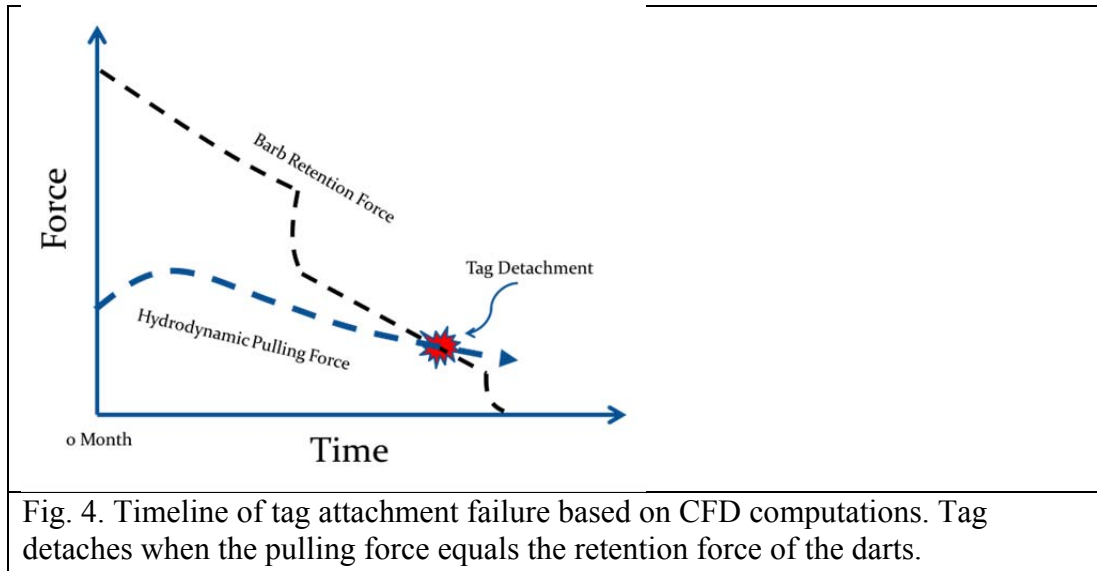 Force
Barb Retention Force
Tag Detachment
Hydrodynamic Pulling Force
0 Month
Time
Fig. 4. Timeline of tag attachment failure based on CFD computations. Tag
detaches when the pulling force equals the retention force of the darts.